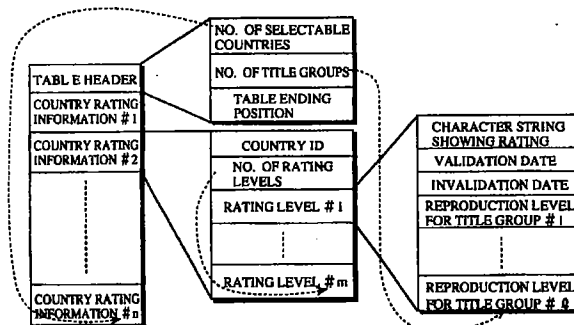 TABLE HEADER
COUNTRY RATING
INFORMATION #1
COUNTRY RATING
INFORMATION #2
COUNTRY RATING
INFORMATION #n
NO. OF SELECTABLE
COUNTRIES
NO. OF TITLE GROUPS
TABLE ENDING
POSITION
COUNTRY ID
NO. OF RATING
LEVELS
RATING LEVEL #1
RATING LEVEL #m
CHARACTER STRING
SHOWING RATING
VALIDATION DATE
INVALIDATION DATE
REPRODUCTION LEVEL
FOR TITLE GROUP #1
REPRODUCTION LEVEL
FOR TITLE GROUP #ℓ